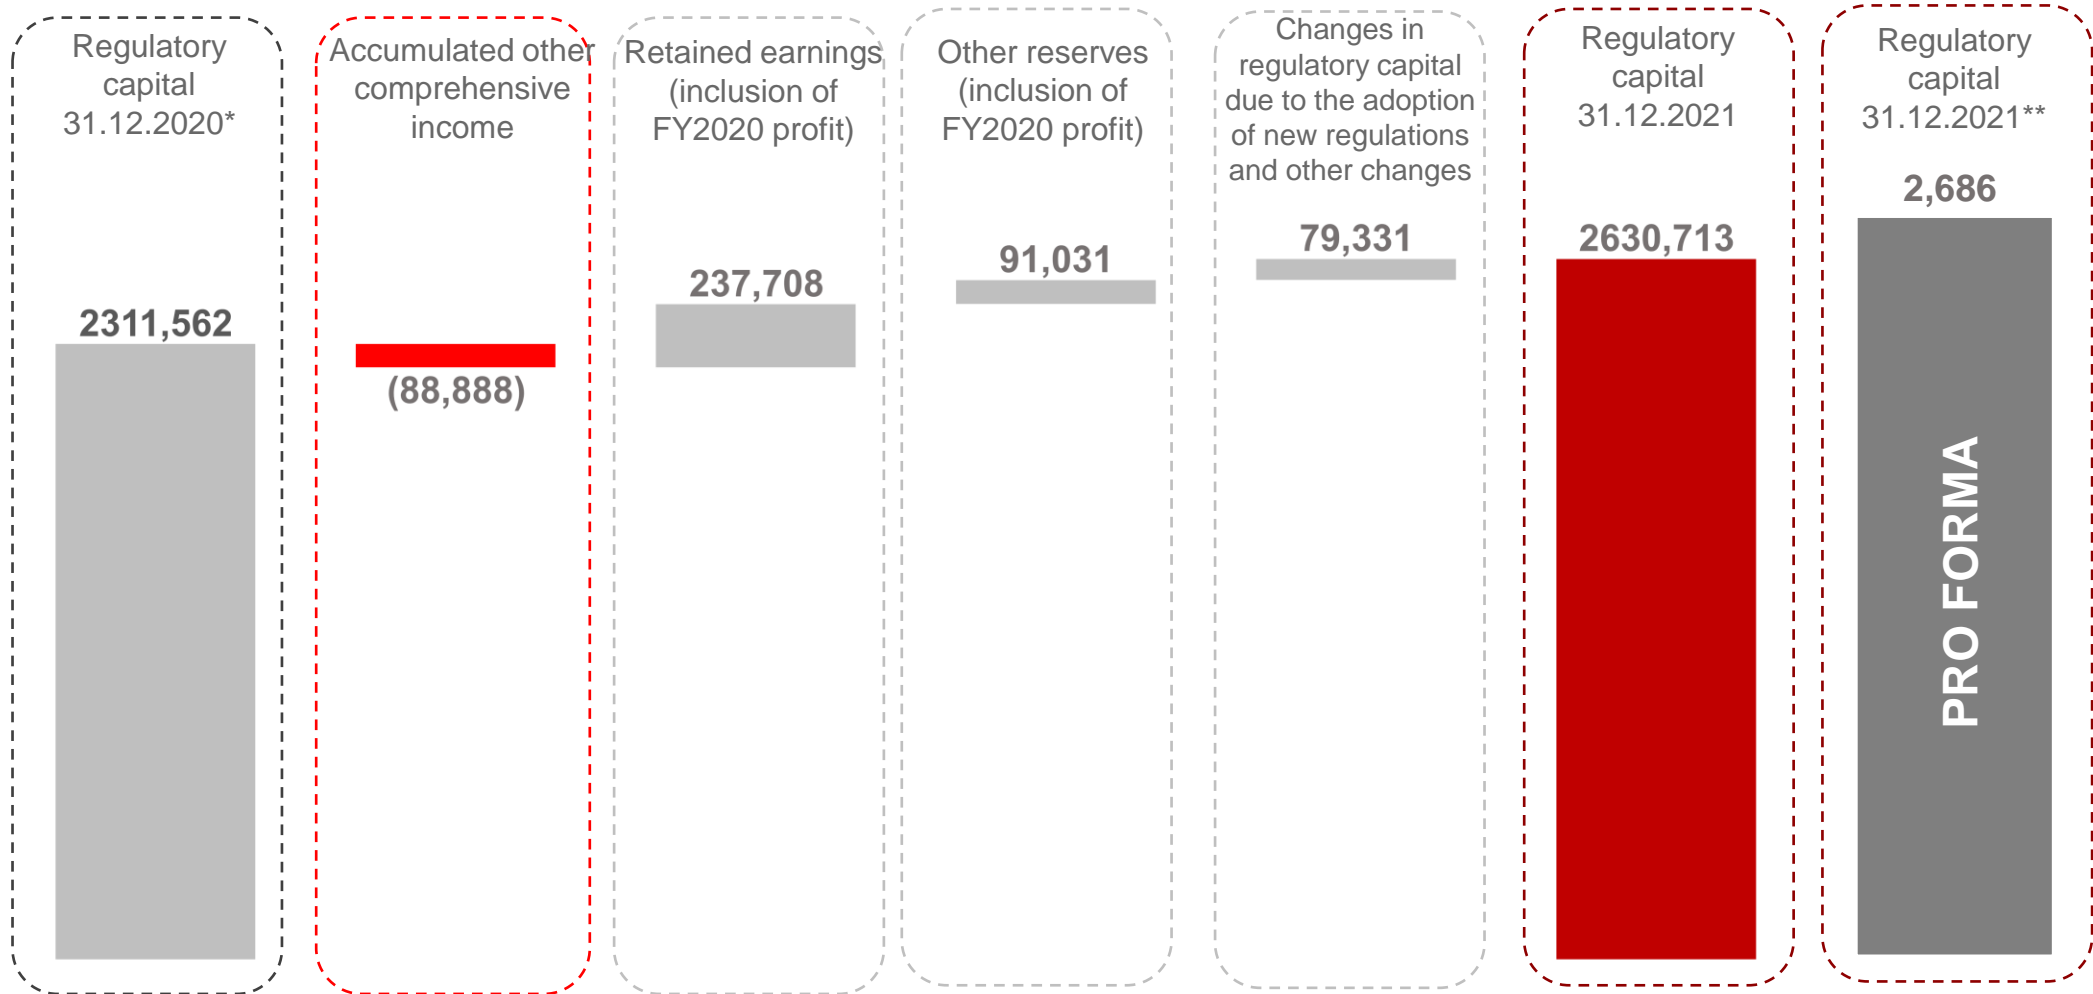 Regulatory
capital
31.12.2020*
2311,562
Accumulated other
comprehensive
income
(88,888)
Retained earnings
(inclusion of
FY2020 profit)
237,708
Other reserves
(inclusion of
FY2020 profit)
91,031
Changes in
regulatory capital
due to the adoption
of new regulations
and other changes
79,331
Regulatory
capital
31.12.2021
2630,713
Regulatory
capital
31.12.2021**
2,686
PRO FORMA